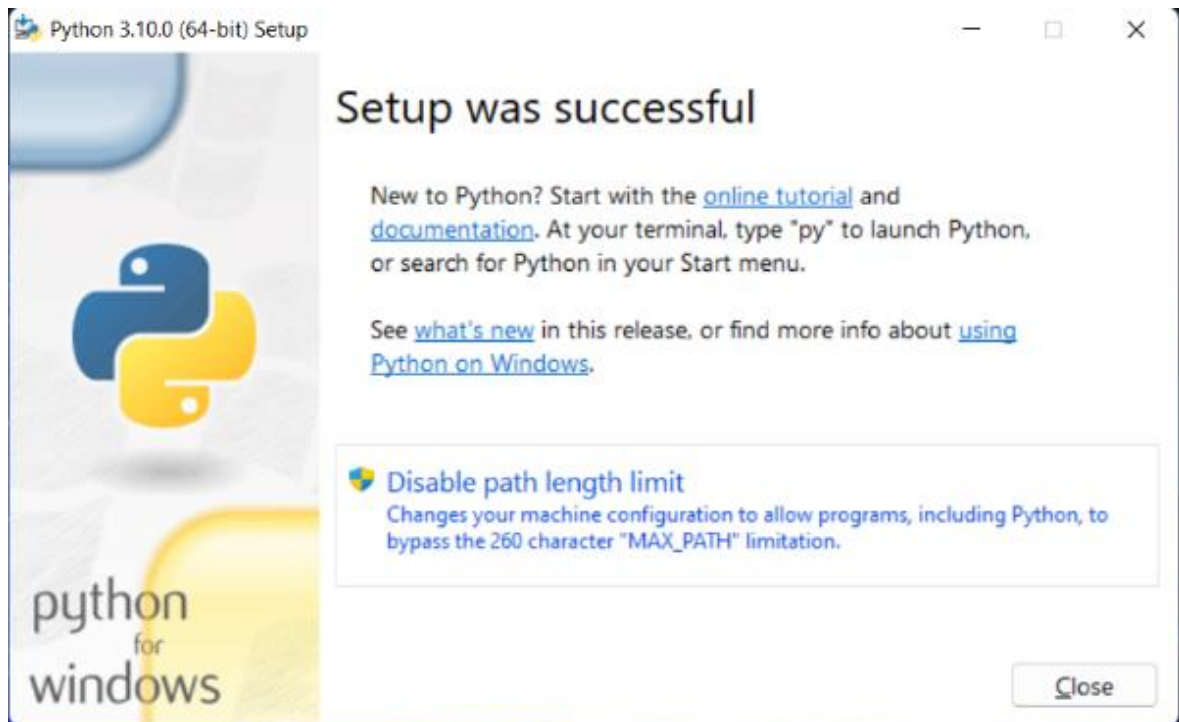 Python 3.10.0 (64-bit) Setup
Setup was successful
New to Python? Start with the online tutorial and
documentation. At your terminal, type "py" to launch Python,
or search for Python in your Start menu.
See what's new in this release, or find more info about using
Python on Windows.
Disable path length limit
Changes your machine configuration to allow programs, including Python, to
bypass the 260 character "MAX_PATH" limitation.
python
for
windows
Close